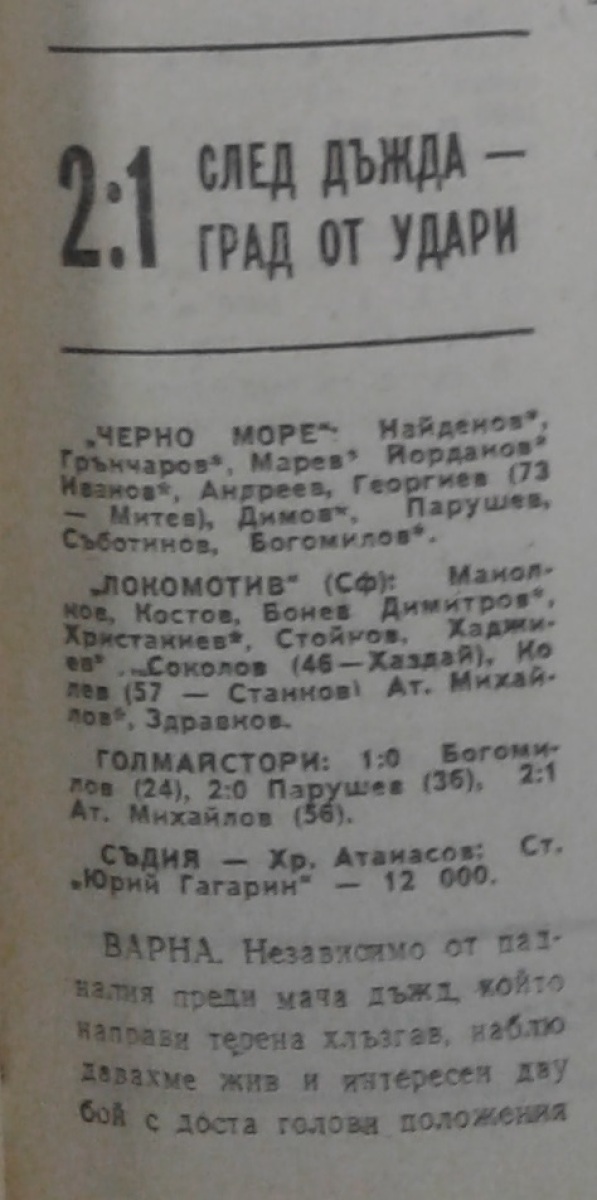 2:1 СЛЕД ДЪЖДА —
ГРАД ОТ УДАРИ
„ЧЕРНО МОРЕ“: Найденов*,
Грънчаров*, Марев* Йорданов*
Иванов*, Андреев, Георгиев (73
— Митев), Димов*, Парушев,
Съботинов, Богомилов*.
„ЛОКОМОТИВ“ (Сф): Манол-
ков, Костов, Бонев Димитров*,
Христакиев*, Стойков, Хаджи-
ев* „Соколов (46—Хаздай), Ко
лев (57 — Станков) Ат. Михай-
лов*, Здравков.
ГОЛМАЙСТОРИ: 1:0 Богоми-
лов (24), 2:0 Парушев (36), 2:1
Ат. Михайлов (56).
СЪДИЯ — Хр. Атанасов; Ст.
„Юрий Гагарин“ — 12 000.
ВАРНА. Независимо от пад-
налия преди мача дъжд, който
направи терена хлъзгав, наблю
давахме жив и интересен дву
бой с доста голови положения